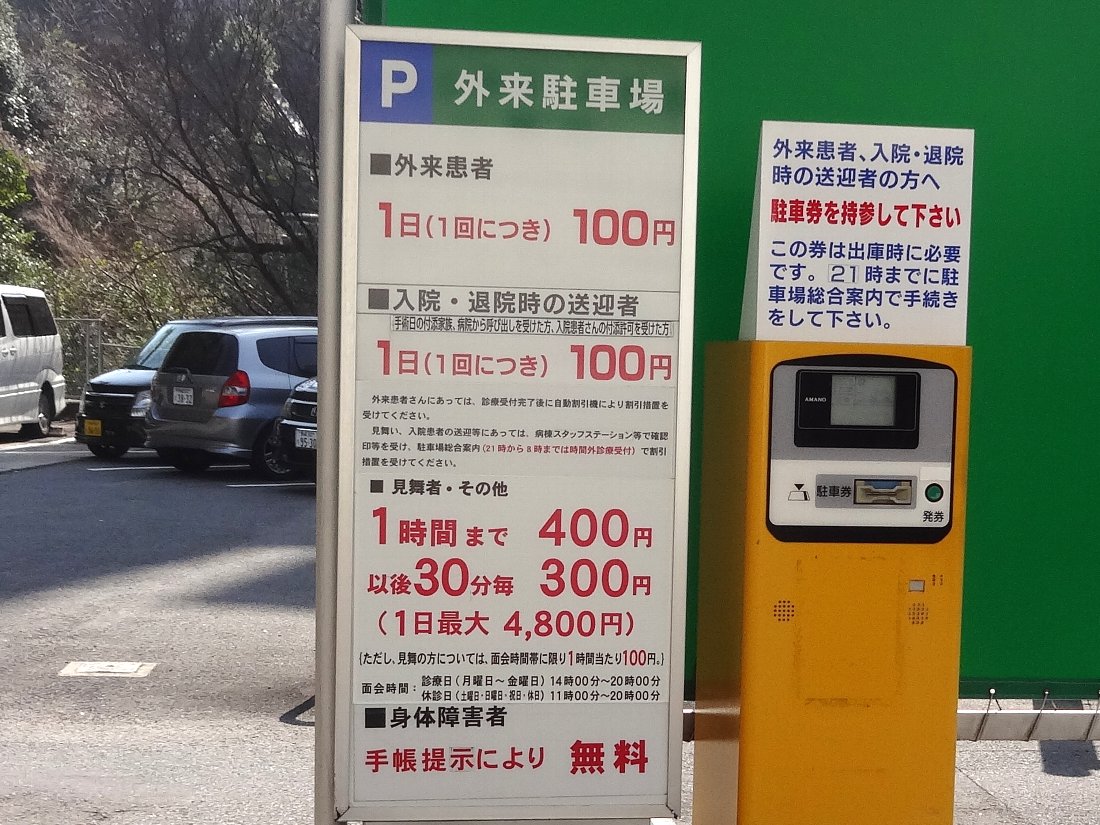 P 外来駐車場
■外来患者
1日(1回につき) 100円
■入院・退院時の送迎者
手術日の付添家族、病院から呼び出しを受けた方、入院患者さんの付添許可を受けた方
1日(1回につき) 100円
外来患者さんにあっては、診療受付完了後に自動割引機により割引措置を
受けてください。
見舞い、入院患者の送迎等にあっては、病棟スタッフステーション等で確認
印等を受け、駐車場総合案内(21時から8時までは時間外診療受付)で割引
措置を受けてください。
■ 見舞者・その他
1時間まで 400円
以後30分毎 300円
(1日最大 4,800円)
{ただし、見舞の方については、面会時間帯に限り1時間当たり100円。}
面会時間:
診療日(月曜日〜金曜日)14時00分〜20時00分
休診日(土曜日・日曜日・祝日・休日)11時00分〜20時00分
■身体障害者
手帳提示により 無料
外来患者、入院・退院
時の送迎者の方へ
駐車券を持参して下さい
この券は出庫時に必要
です。21時までに駐
車場総合案内で手続き
をして下さい。
AMANO
駐車券
発券
38-32
95-30